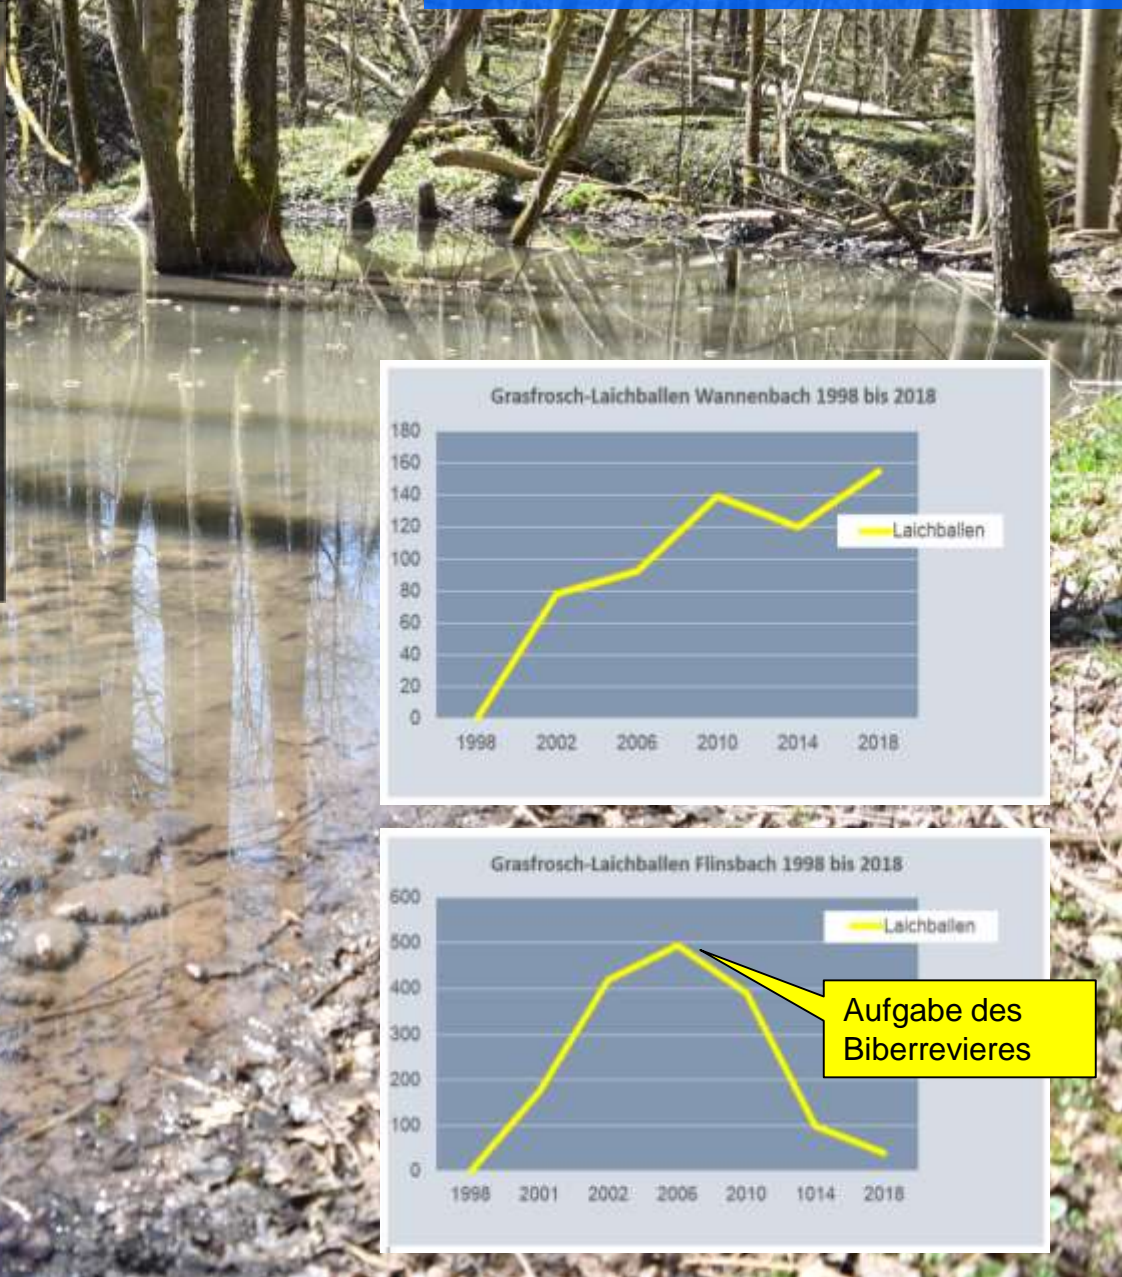 Grasfrosch-Laichballen Wannenbach 1998 bis 2018
180
160
140
120
100
80
60
40
20
0
Laichballen
1998 2002 2006 2010 2014 2018
Grasfrosch-Laichballen Flinsbach 1998 bis 2018
600
500
400
300
200
100
0
Laichballen
Aufgabe des
Biberrevieres
1998 2001 2002 2006 2010 1014 2018